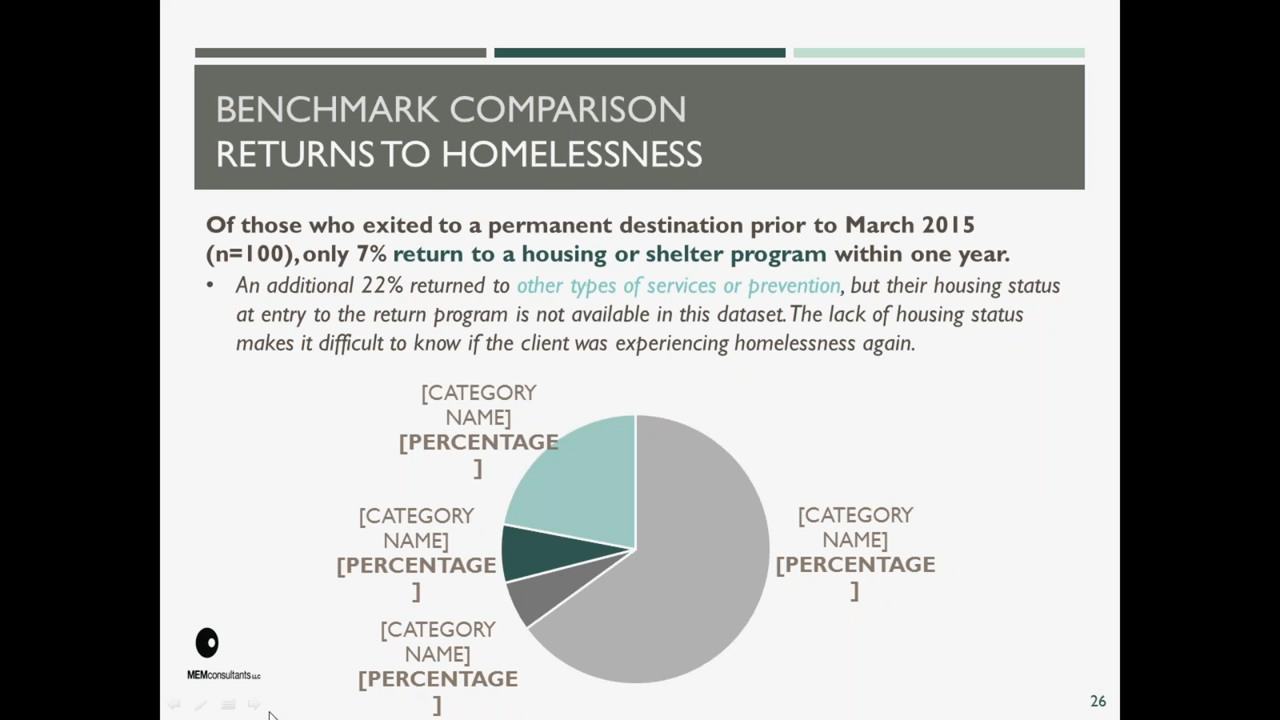 BENCHMARK COMPARISON
RETURNS TO HOMELESSNESS
Of those who exited to a permanent destination prior to March 2015
(n=100), only 7% return to a housing or shelter program within one year.
• An additional 22% returned to other types of services or prevention, but their housing status
at entry to the return program is not available in this dataset. The lack of housing status
makes it difficult to know if the client was experiencing homelessness again.
[CATEGORY
NAME]
[PERCENTAGE
]
[CATEGORY
NAME]
[PERCENTAGE
]
[CATEGORY
NAME]
[PERCENTAGE
]
[CATEGORY
NAME]
[PERCENTAGE
]
MEMconsultants LLC
26